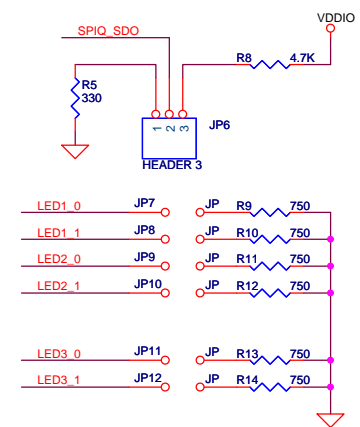 VDDIO
SPIQ_SDO
R8 4.7K
R5
330
1 2 3
JP6
HEADER 3
LED1_0 JP7 JP R9 750
LED1_1 JP8 JP R10 750
LED2_0 JP9 JP R11 750
LED2_1 JP10 JP R12 750
LED3_0 JP11 JP R13 750
LED3_1 JP12 JP R14 750